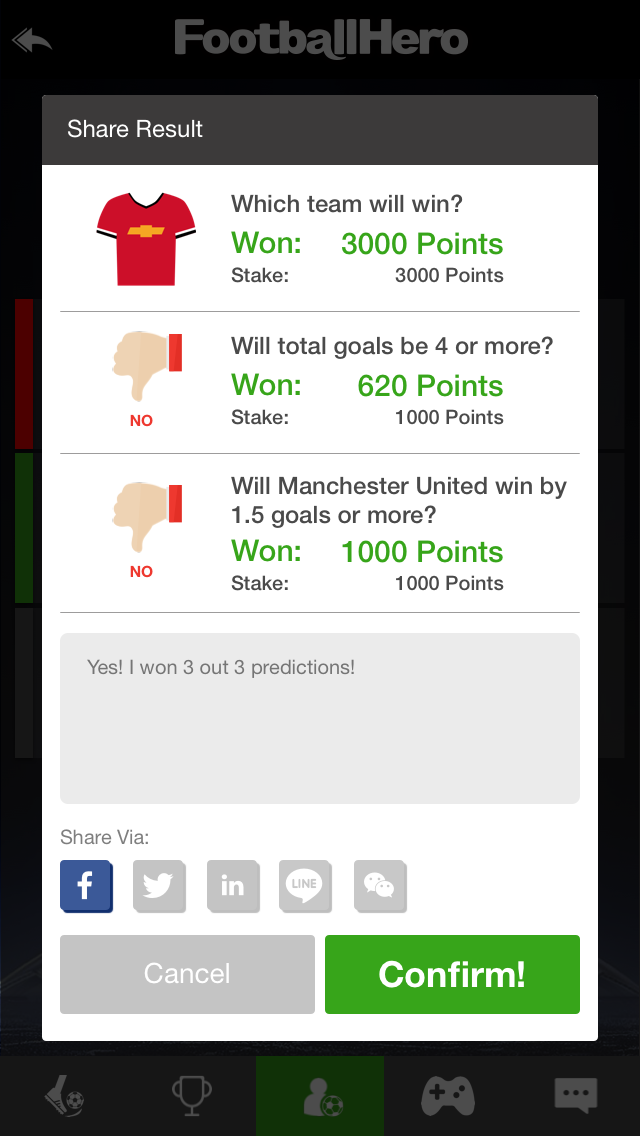 FootballHero
Share Result
Which team will win?
Won: 3000 Points
Stake: 3000 Points
Will total goals be 4 or more?
Won: 620 Points
NO
Stake: 1000 Points
Will Manchester United win by
1.5 goals or more?
Won: 1000 Points
NO
Stake: 1000 Points
Yes! I won 3 out 3 predictions!
Share Via:
f
in
LINE
Cancel
Confirm!